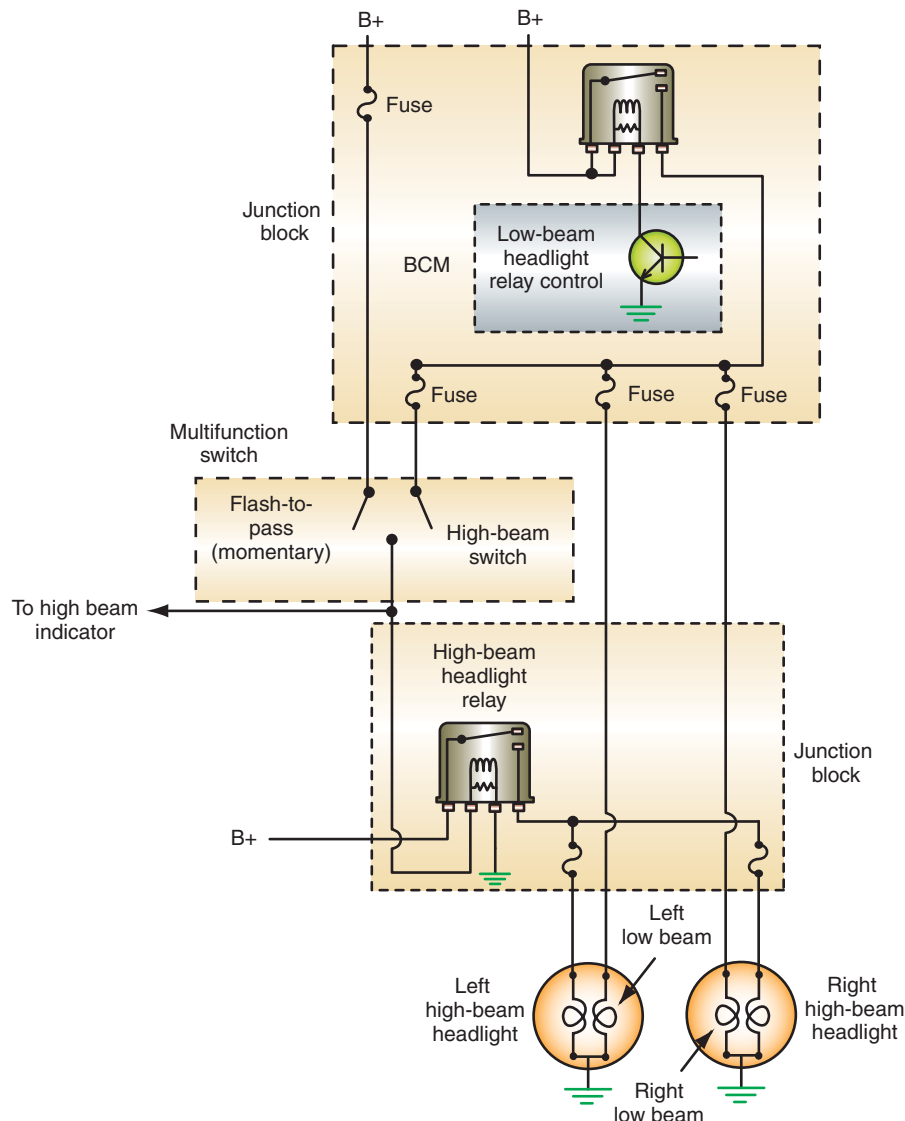 B+
B+
Fuse
Junction
block
Low-beam
headlight
relay control
BCM
Fuse
Fuse
Fuse
Multifunction
switch
Flash-to-
pass
(momentary)
High-beam
switch
To high beam
indicator
High-beam
headlight
relay
Junction
block
B+
Left
low beam
Left
high-beam
headlight
Right
high-beam
headlight
Right
low beam